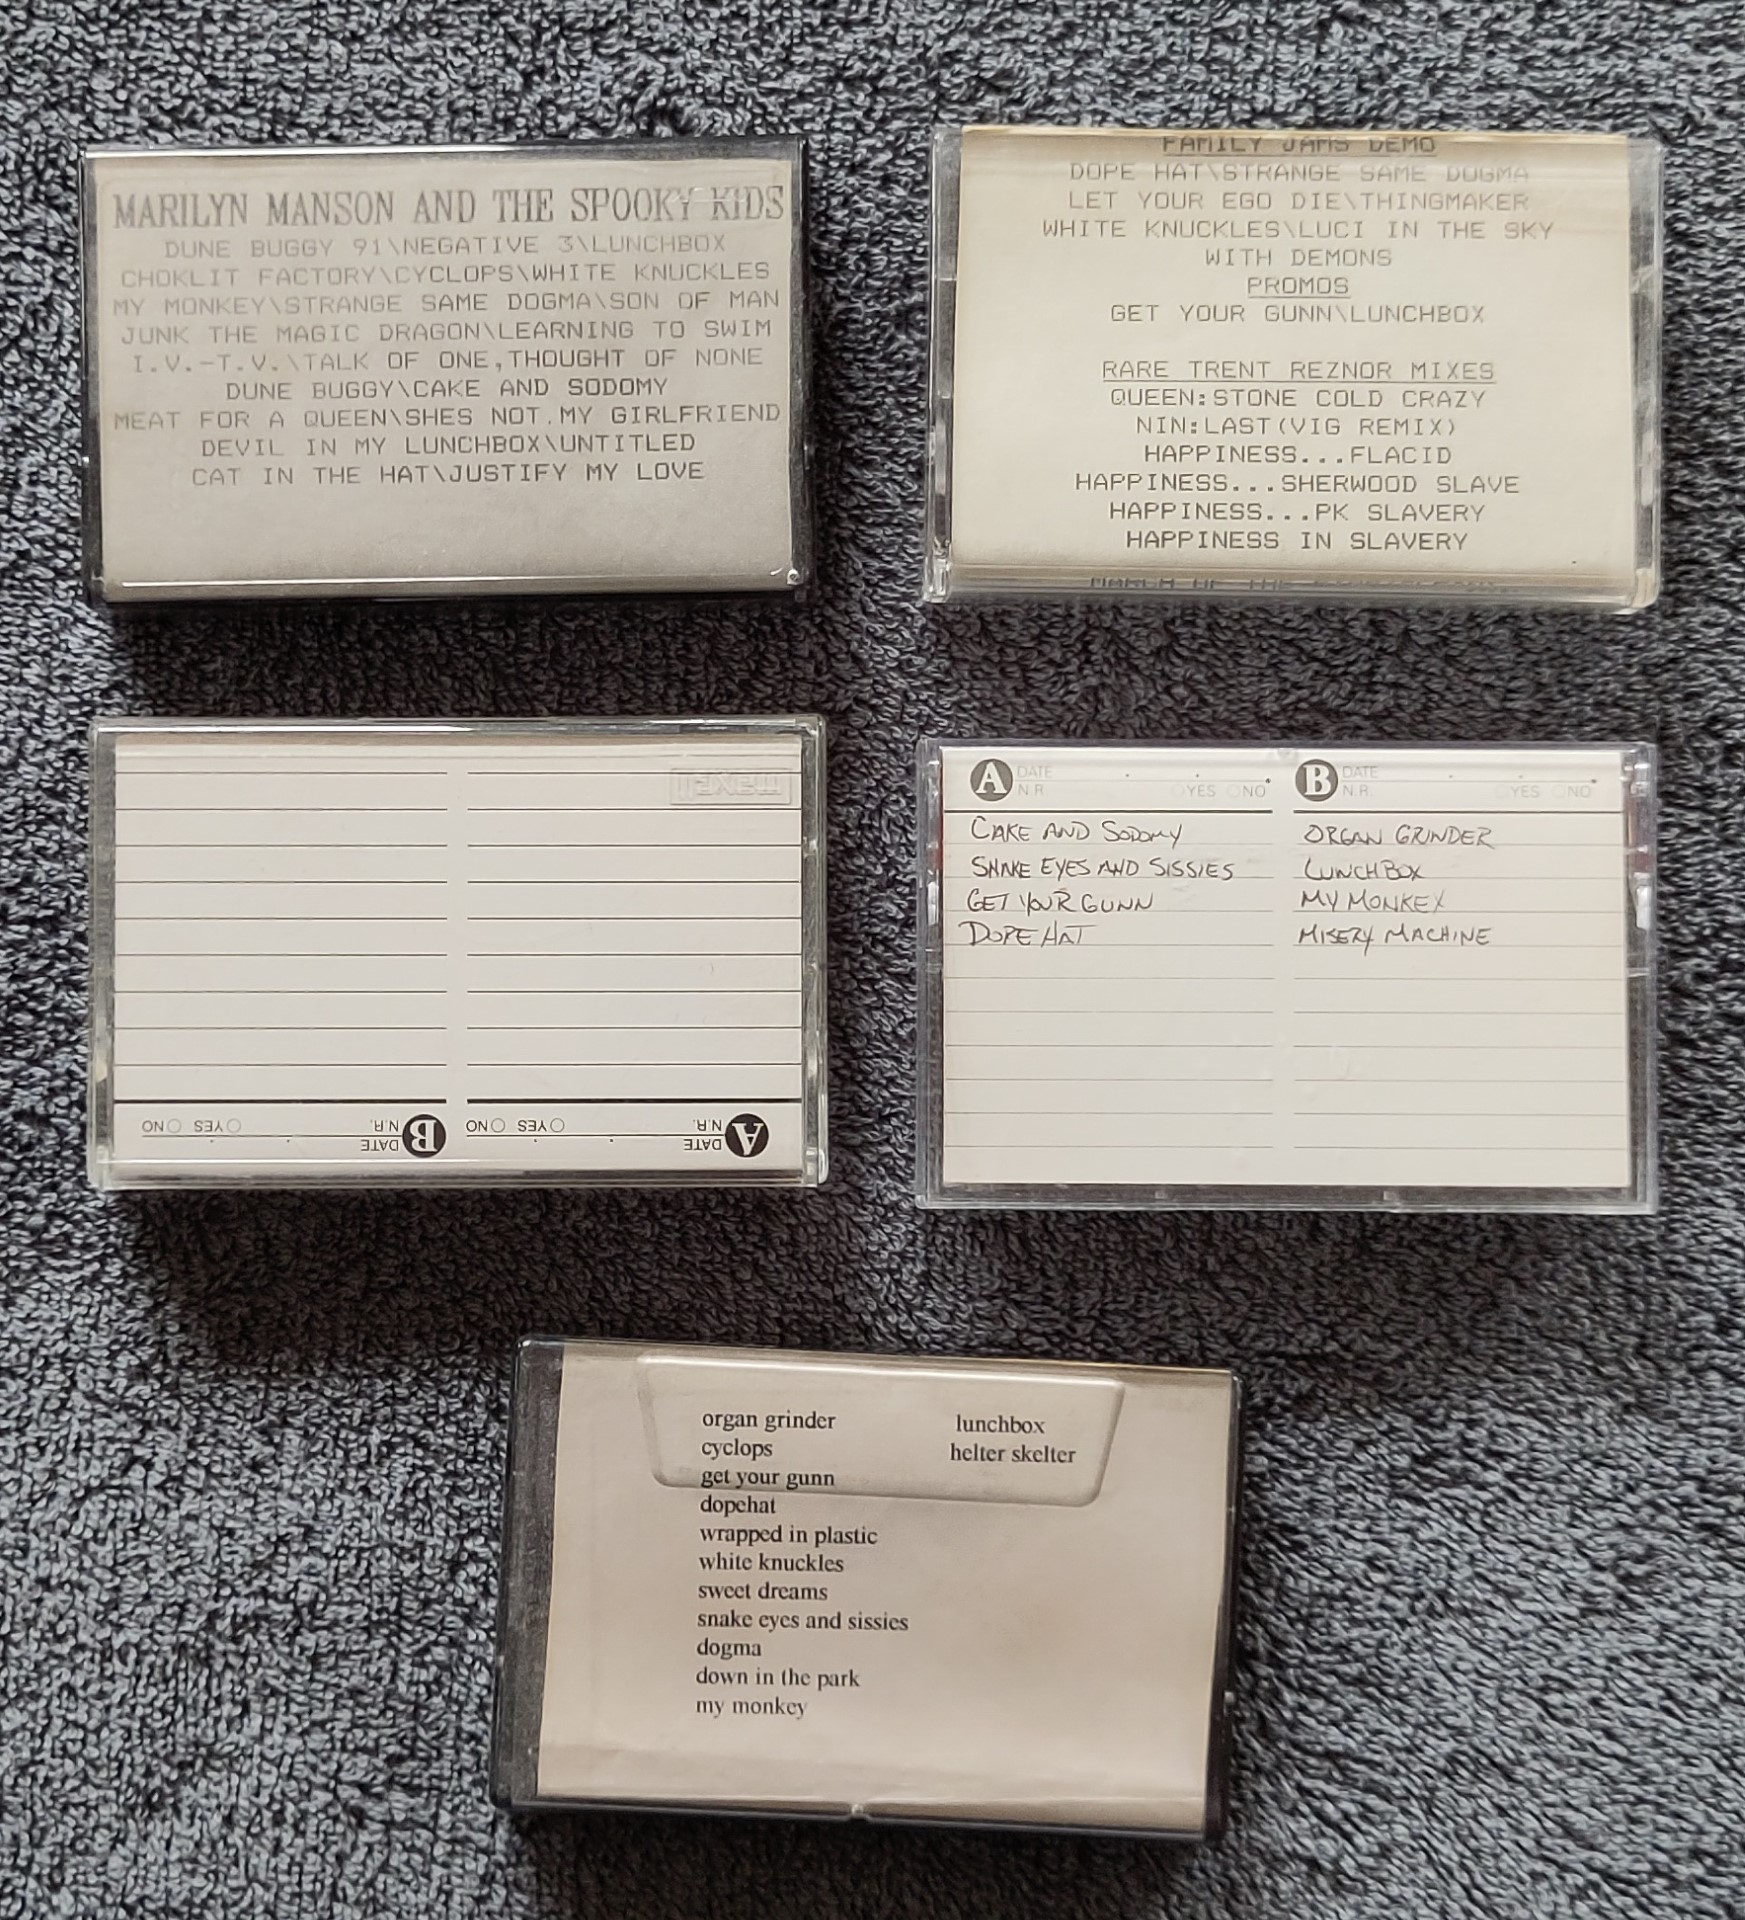 MARILYN MANSON AND THE SPOOKY KIDS
DUNE BUGGY 91\NEGATIVE 3\LUNCHBOX
CHOKLIT FACTORY\CYCLOPS\WHITE KNUCKLES
MY MONKEY\STRANGE SAME DOGMA\SON OF MAN
JUNK THE MAGIC DRAGON\LEARNING TO SWIM
I.V.-T.V.\TALK OF ONE,THOUGHT OF NONE
DUNE BUGGY\CAKE AND SODOMY
MEAT FOR A QUEEN\SHES NOT.MY GIRLFRIEND
DEVIL IN MY LUNCHBOX\UNTITLED
CAT IN THE HAT\JUSTIFY MY LOVE
FAMILY JAMS DEMO
DOPE HAT\STRANGE SAME DOGMA
LET YOUR EGO DIE\THINGMAKER
WHITE KNUCKLES\LUCI IN THE SKY
WITH DEMONS
PROMOS
GET YOUR GUNN\LUNCHBOX
RARE TRENT REZNOR MIXES
QUEEN:STONE COLD CRAZY
NIN:LAST(VIG REMIX)
HAPPINESS...FLACID
HAPPINESS...SHERWOOD SLAVE
HAPPINESS...PK SLAVERY
HAPPINESS IN SLAVERY
MARCH OF THE
maxell
A DATE
N.R. YES NO
B DATE
N.R. YES NO
A DATE
N.R. YES NO
CAKE AND SODOMY
SNAKE EYES AND SISSIES
GET YOUR GUNN
DOPE HAT
B DATE
N.R. YES NO
ORGAN GRINDER
LUNCHBOX
MY MONKEY
MISERY MACHINE
organ grinder
cyclops
get your gunn
dopehat
wrapped in plastic
white knuckles
sweet dreams
snake eyes and sissies
dogma
down in the park
my monkey
lunchbox
helter skelter